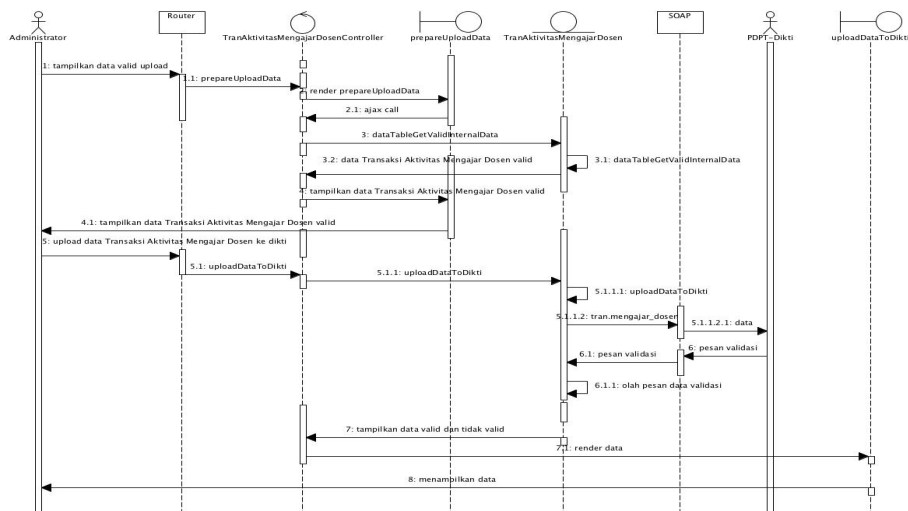 Router
SOAP
Administrator
TranAktivitasMengajarDosenController
prepareUploadData
TranAktivitasMengajarDosen
PDPT-Dikti
uploadDataToDikti
1: tampilkan data valid upload
1.1: prepareUploadData
render prepareUploadData
2.1: ajax call
3: dataTableGetValidInternalData
3.2: data Transaksi Aktivitas Mengajar Dosen valid
3.1: dataTableGetValidInternalData
4: tampilkan data Transaksi Aktivitas Mengajar Dosen valid
4.1: tampilkan data Transaksi Aktivitas Mengajar Dosen valid
5: upload data Transaksi Aktivitas Mengajar Dosen ke dikti
5.1: uploadDataToDikti
5.1.1: uploadDataToDikti
5.1.1.1: uploadDataToDikti
5.1.1.2: tran.mengajar_dosen
5.1.1.2.1: data
6: pesan validasi
6.1: pesan validasi
6.1.1: olah pesan data validasi
7: tampilkan data valid dan tidak valid
7.1: render data
8: menampilkan data